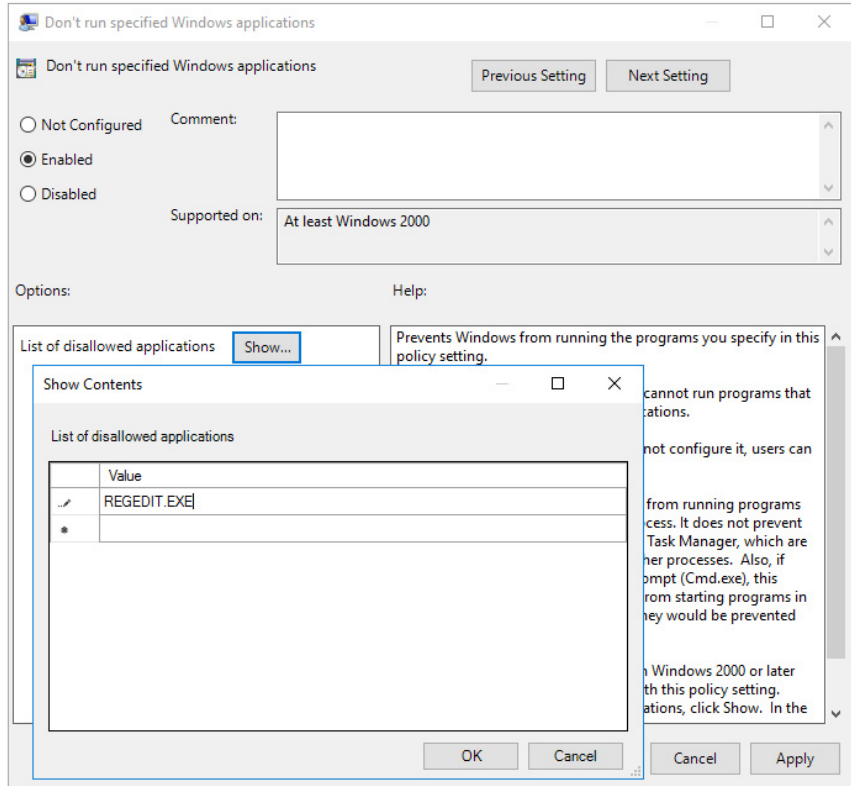 Don't run specified Windows applications
Don't run specified Windows applications
Previous Setting
Next Setting
Not Configured
Comment:
Enabled
Disabled
Supported on:
At least Windows 2000
Options:
Help:
List of disallowed applications
Show...
Prevents Windows from running the programs you specify in this
policy setting.
cannot run programs that
cations.
not configure it, users can
from running programs
cess. It does not prevent
Task Manager, which are
her processes. Also, if
ompt (Cmd.exe), this
rom starting programs in
hey would be prevented
Windows 2000 or later
th this policy setting.
ations, click Show. In the
Show Contents
List of disallowed applications
Value
REGEDIT.EXE
OK
Cancel
Cancel
Apply